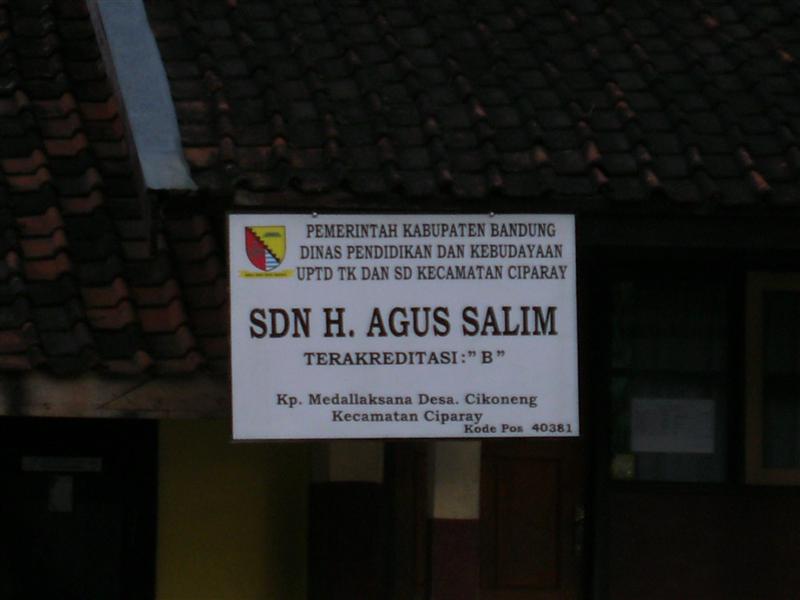 PEMERINTAH KABUPATEN BANDUNG
DINAS PENDIDIKAN DAN KEBUDAYAAN
UPTD TK DAN SD KECAMATAN CIPARAY
SDN H. AGUS SALIM
TERAKREDITASI:" B "
Kp. Medallaksana Desa. Cikoneng
Kecamatan Ciparay
Kode Pos 40381